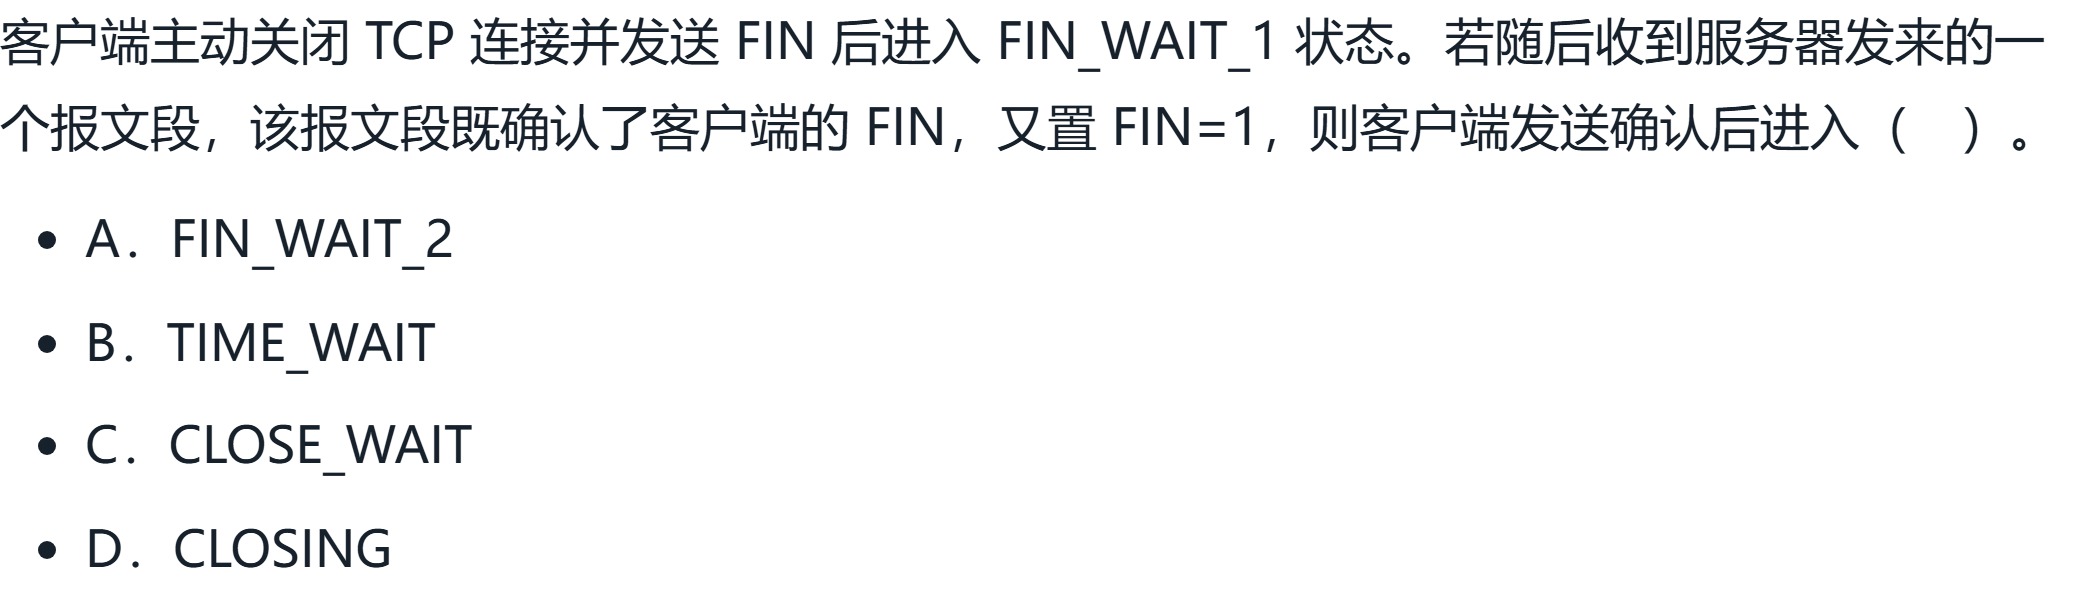 客户端主动关闭 TCP 连接并发送 FIN 后进入 FIN_WAIT_1 状态。若随后收到服务器发来的一
个报文段，该报文段既确认了客户端的 FIN，又置 FIN=1，则客户端发送确认后进入（　）。
• A．FIN_WAIT_2
• B．TIME_WAIT
• C．CLOSE_WAIT
• D．CLOSING